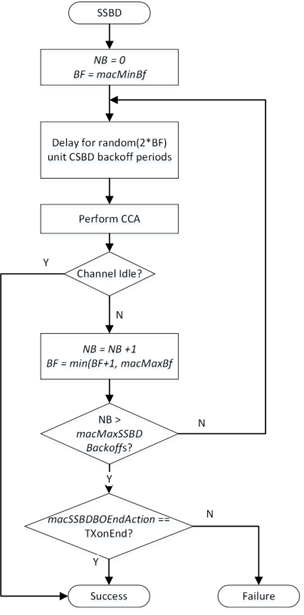 SSBD
NB = 0
BF = macMinBf
Delay for random(2*BF)
unit CSBD backoff periods
Perform CCA
Y
Channel Idle?
N
NB = NB +1
BF = min(BF+1, macMaxBf
NB >
macMaxSSBD
Backoffs?
N
Y
macSSBDBOEndAction ==
TXonEnd?
N
Y
Success
Failure